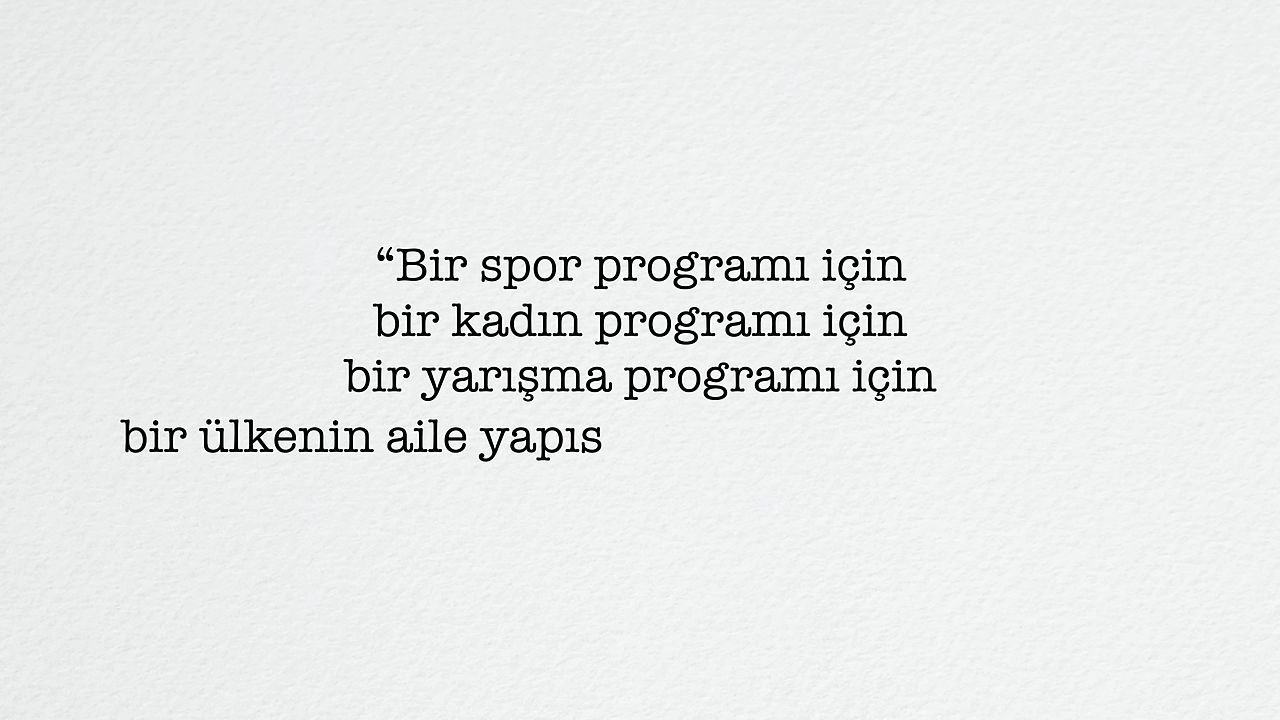 “Bir spor programı için
bir kadın programı için
bir yarışma programı için
bir ülkenin aile yapıs